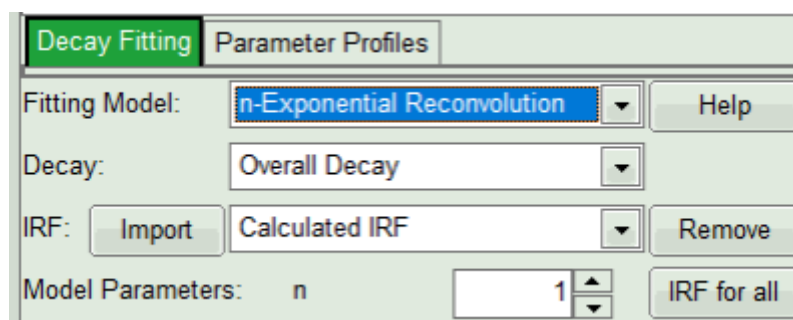 Decay Fitting Parameter Profiles
Fitting Model: n-Exponential Reconvolution Help
Decay: Overall Decay
IRF: Import Calculated IRF Remove
Model Parameters: n 1 IRF for all